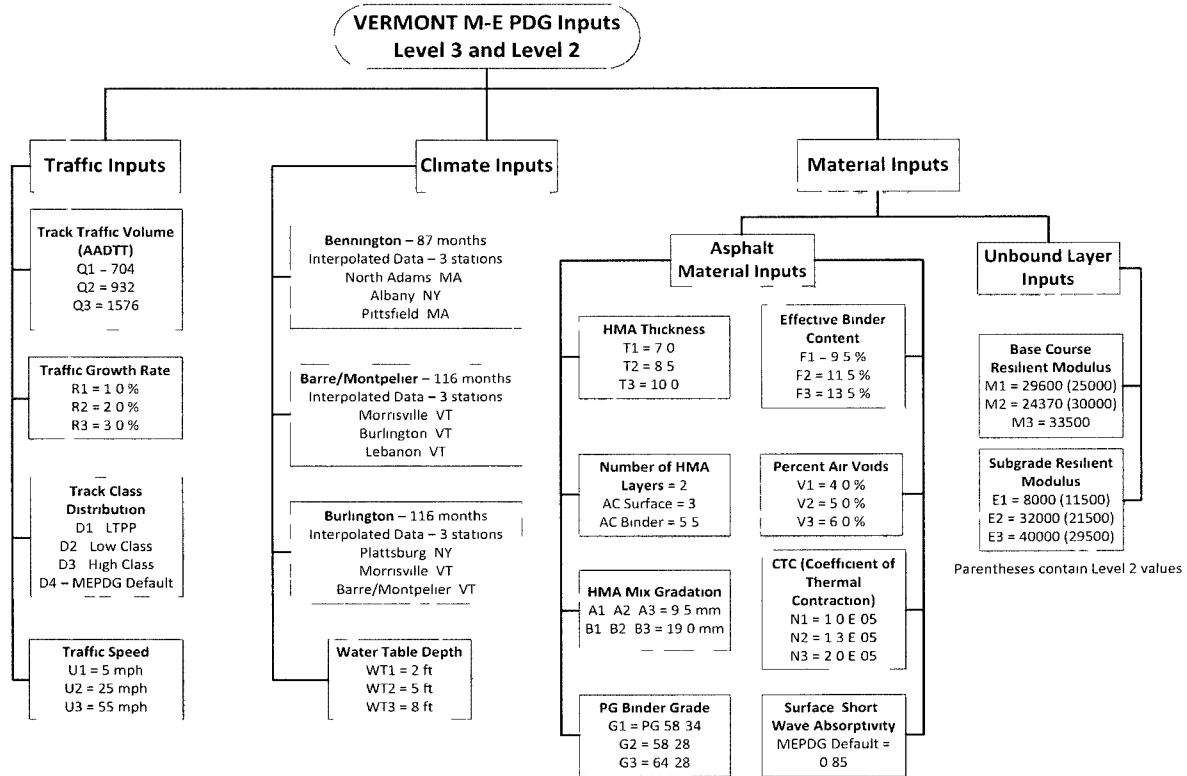 VERMONT M-E PDG Inputs
Level 3 and Level 2
Traffic Inputs
Track Traffic Volume
(AADTT)
Q1 – 704
Q2 = 932
Q3 = 1576
Traffic Growth Rate
R1 = 1 0 %
R2 = 2 0 %
R3 = 3 0 %
Track Class
Distribution
D1 LTPP
D2 Low Class
D3 High Class
D4 – MEPDG Default
Traffic Speed
U1 = 5 mph
U2 = 25 mph
U3 = 55 mph
Climate Inputs
Bennington – 87 months
Interpolated Data – 3 stations
North Adams MA
Albany NY
Pittsfield MA
Barre/Montpelier – 116 months
Interpolated Data – 3 stations
Morrisville VT
Burlington VT
Lebanon VT
Burlington – 116 months
Interpolated Data – 3 stations
Plattsburg NY
Morrisville VT
Barre/Montpelier VT
Water Table Depth
WT1 = 2 ft
WT2 = 5 ft
WT3 = 8 ft
Material Inputs
Asphalt
Material Inputs
HMA Thickness
T1 = 7 0
T2 = 8 5
T3 = 10 0
Number of HMA
Layers = 2
AC Surface = 3
AC Binder = 5 5
HMA Mix Gradation
A1 A2 A3 = 9 5 mm
B1 B2 B3 = 19 0 mm
PG Binder Grade
G1 = PG 58 34
G2 = 58 28
G3 = 64 28
Effective Binder
Content
F1 – 9 5 %
F2 = 11 5 %
F3 = 13 5 %
Percent Air Voids
V1 = 4 0 %
V2 = 5 0 %
V3 = 6 0 %
CTC (Coefficient of
Thermal
Contraction)
N1 = 1 0 E 05
N2 = 1 3 E 05
N3 = 2 0 E 05
Surface Short
Wave Absorptivity
MEPDG Default =
0 85
Unbound Layer
Inputs
Base Course
Resilient Modulus
M1 = 29600 (25000)
M2 = 24370 (30000)
M3 = 33500
Subgrade Resilient
Modulus
E1 = 8000 (11500)
E2 = 32000 (21500)
E3 = 40000 (29500)
Parentheses contain Level 2 values